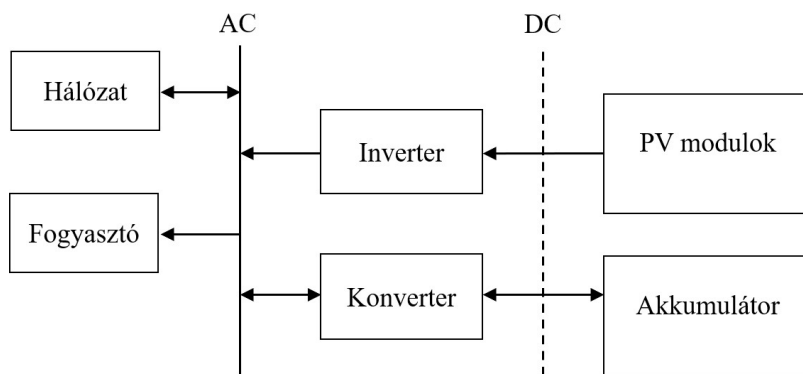 AC
DC
Hálózat
Inverter
PV modulok
Fogyasztó
Konverter
Akkumulátor